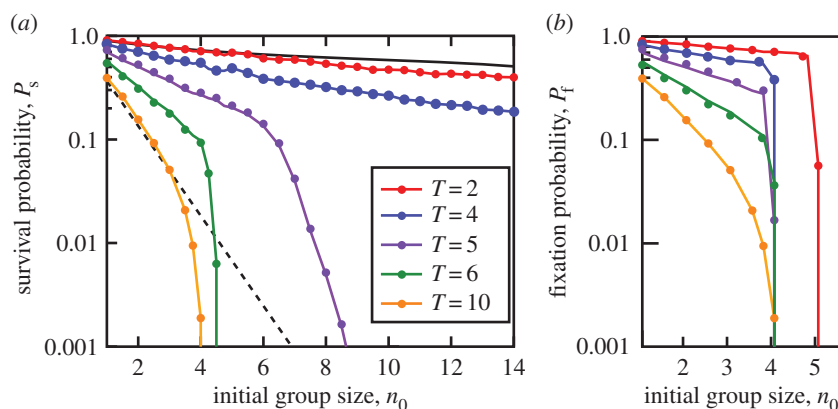 (a)
1.0
0.1
0.01
0.001
survival probability, Ps
2 4 6 8 10 12 14
initial group size, n0
T = 2
T = 4
T = 5
T = 6
T = 10
(b)
1.0
0.1
0.01
0.001
fixation probability, Pf
2 3 4 5
initial group size, n0